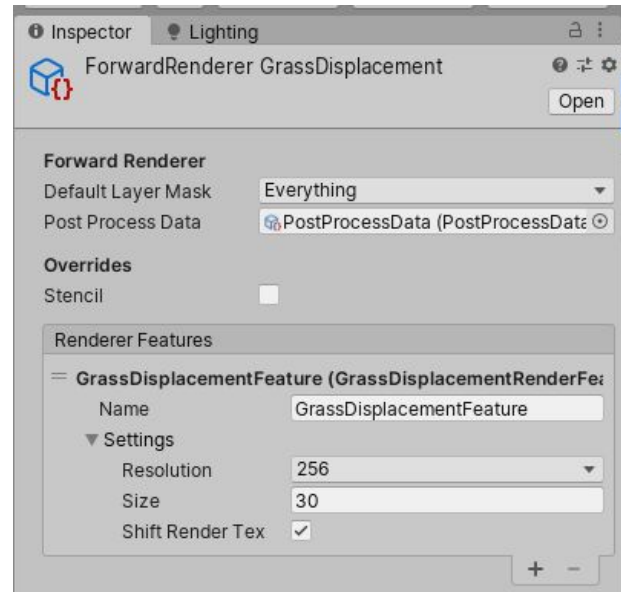 Inspector Lighting
ForwardRenderer GrassDisplacement
Open
Forward Renderer
Default Layer Mask Everything
Post Process Data PostProcessData (PostProcessData
Overrides
Stencil
Renderer Features
GrassDisplacementFeature (GrassDisplacementRenderFea
Name GrassDisplacementFeature
Settings
Resolution 256
Size 30
Shift Render Tex